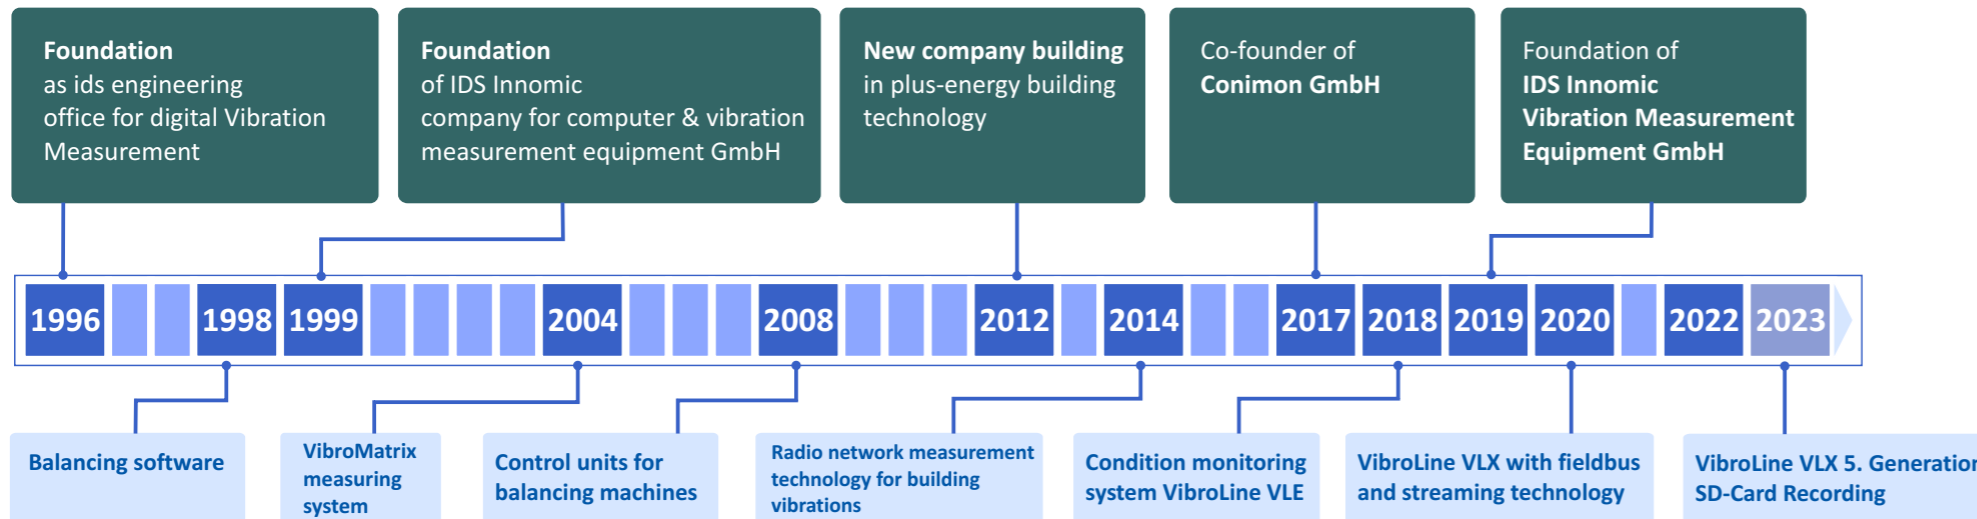 Foundation
as ids engineering
office for digital Vibration
Measurement
Foundation
of IDS Innomic
company for computer & vibration
measurement equipment GmbH
New company building
in plus-energy building
technology
Co-founder of
Conimon GmbH
Foundation of
IDS Innomic
Vibration Measurement
Equipment GmbH
1996 1998 1999 2004 2008 2012 2014 2017 2018 2019 2020 2022 2023
Balancing software
VibroMatrix
measuring
system
Control units for
balancing machines
Radio network measurement
technology for building
vibrations
Condition monitoring
system VibroLine VLE
VibroLine VLX with fieldbus
and streaming technology
VibroLine VLX 5. Generation
SD-Card Recording